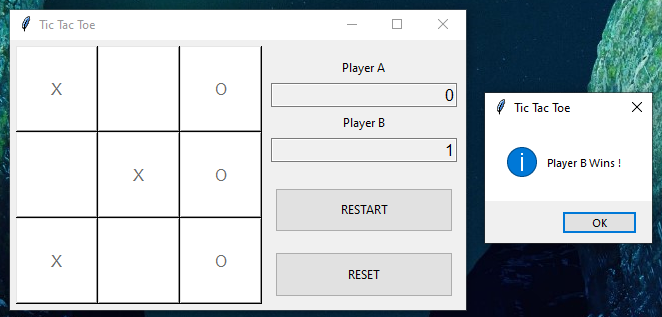 Tic Tac Toe
X O
X O
X O
Player A
0
Player B
1
RESTART
RESET
Tic Tac Toe
i
Player B Wins !
OK